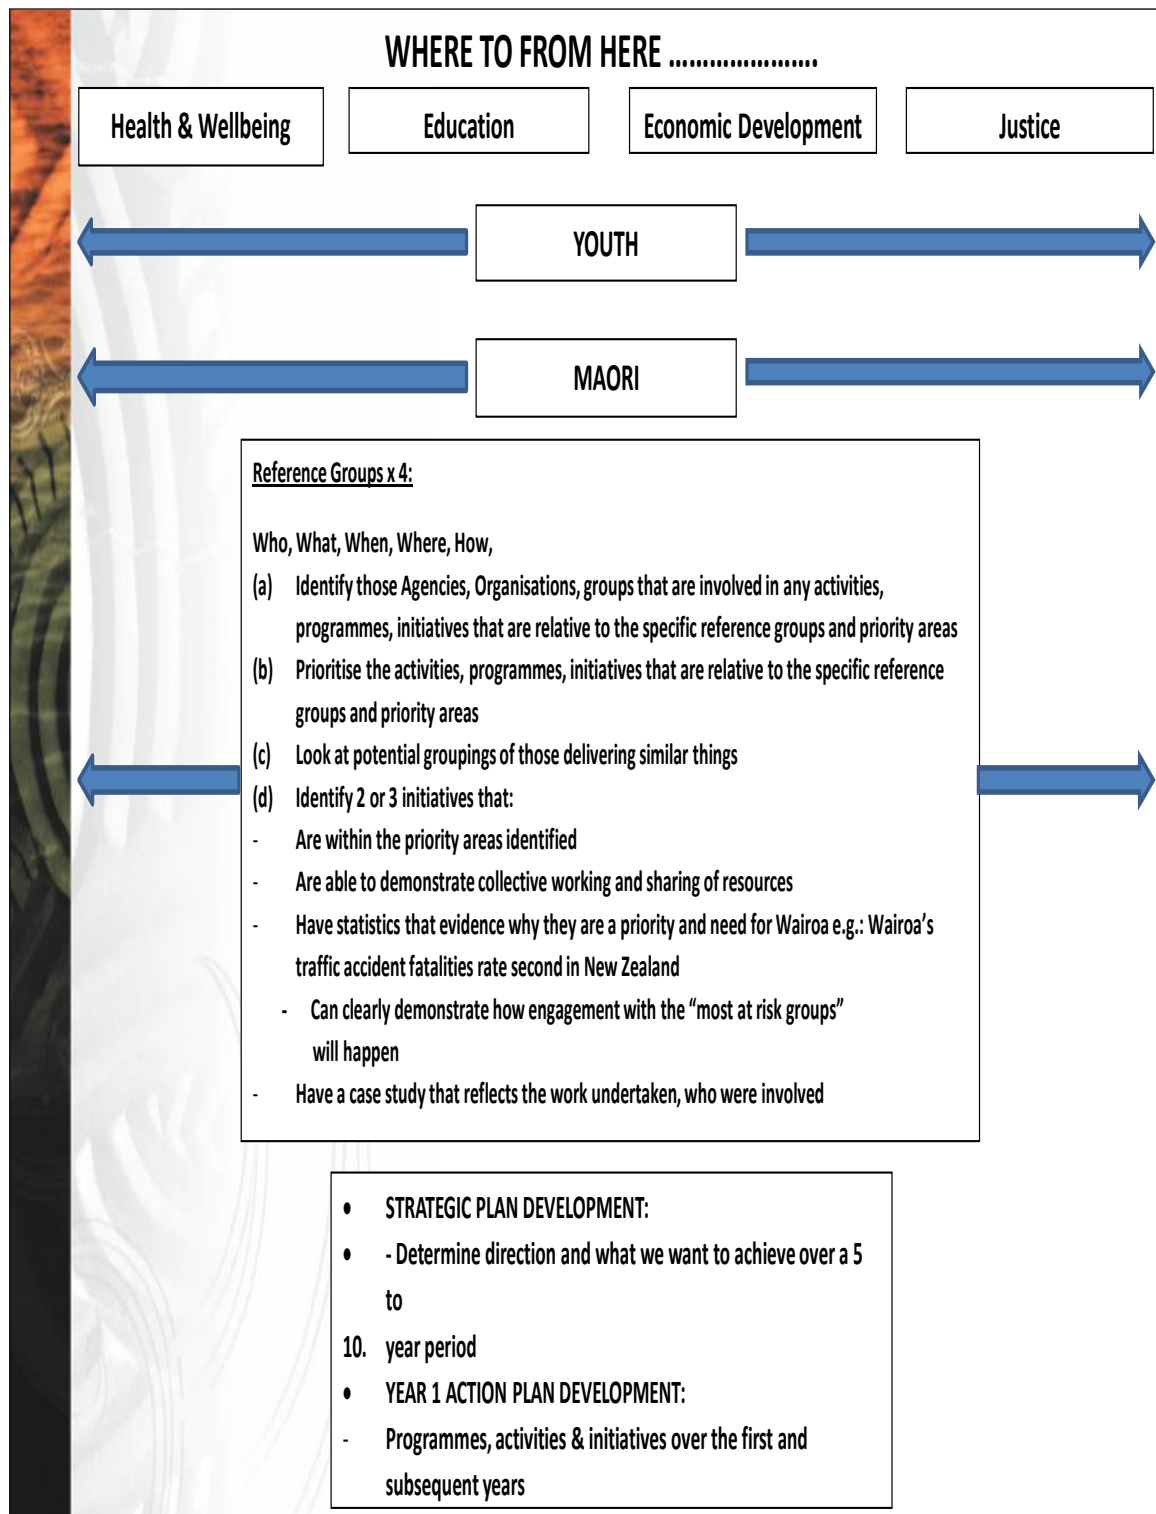 WHERE TO FROM HERE .......................
Health & Wellbeing
Education
Economic Development
Justice
YOUTH
MAORI
Reference Groups x 4:
Who, What, When, Where, How,
(a) Identify those Agencies, Organisations, groups that are involved in any activities,
programmes, initiatives that are relative to the specific reference groups and priority areas
(b) Prioritise the activities, programmes, initiatives that are relative to the specific reference
groups and priority areas
(c) Look at potential groupings of those delivering similar things
(d) Identify 2 or 3 initiatives that:
- Are within the priority areas identified
- Are able to demonstrate collective working and sharing of resources
- Have statistics that evidence why they are a priority and need for Wairoa e.g.: Wairoa’s
traffic accident fatalities rate second in New Zealand
- Can clearly demonstrate how engagement with the “most at risk groups”
will happen
- Have a case study that reflects the work undertaken, who were involved
• STRATEGIC PLAN DEVELOPMENT:
• - Determine direction and what we want to achieve over a 5
to
10. year period
• YEAR 1 ACTION PLAN DEVELOPMENT:
- Programmes, activities & initiatives over the first and
subsequent years